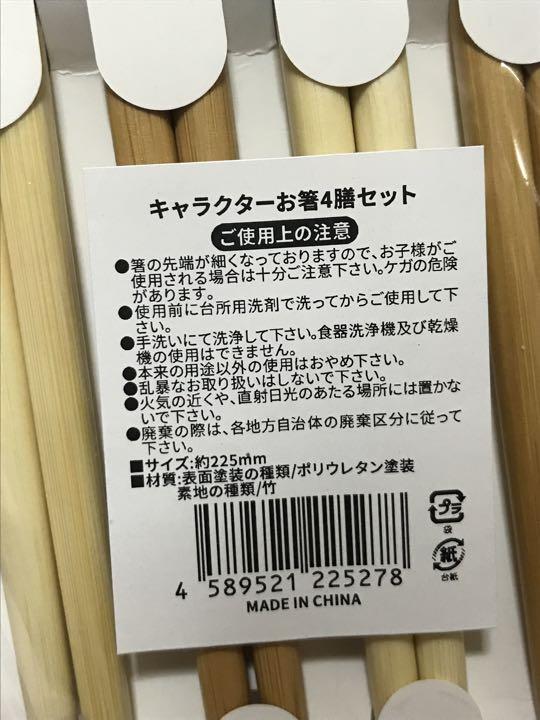 キャラクターお箸4膳セット
ご使用上の注意
●箸の先端が細くなっておりますので、お子様がご
使用される場合は十分ご注意下さい。ケガの危険
があります。
●使用前に台所用洗剤で洗ってからご使用して下
さい。
●手洗いにて洗浄して下さい。食器洗浄機及び乾燥
機の使用はできません。
●本来の用途以外の使用はおやめ下さい。
●乱暴なお取り扱いはしないで下さい。
●火気の近くや、直射日光のあたる場所には置かな
いで下さい。
●廃棄の際は、各地方自治体の廃棄区分に従って
下さい。
■サイズ:約225mm
■材質:表面塗装の種類/ポリウレタン塗装
素地の種類/竹
プラ
袋
紙
台紙
4 589521 225278
MADE IN CHINA